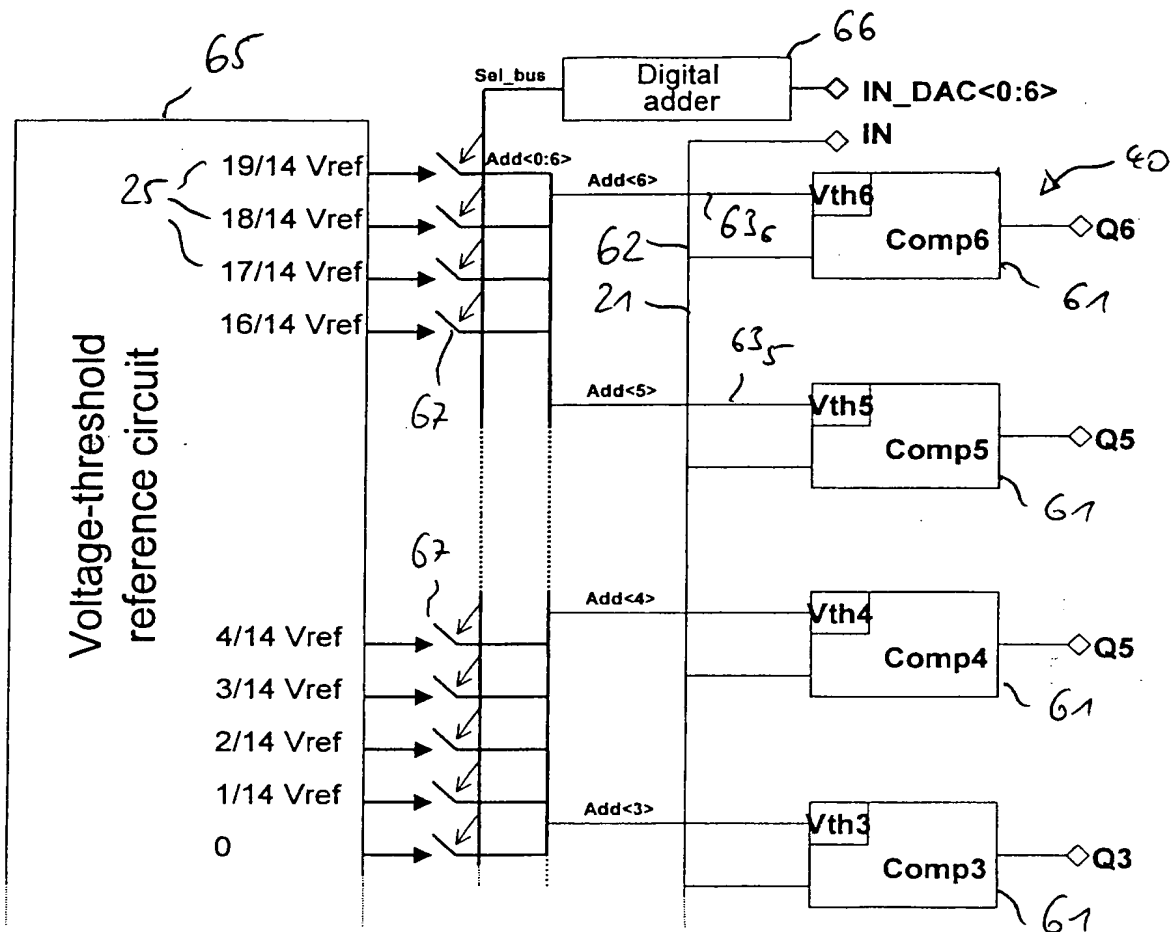 65
66
Sel_bus
Digital
adder
IN_DAC<0:6>
IN
25
19/14 Vref
Add<0:6>
Add<6>
Vth6
40
18/14 Vref
63₆
Comp6
Q6
17/14 Vref
62
61
16/14 Vref
21
67
63₅
Add<5>
Vth5
Comp5
Q5
61
Voltage-threshold
reference circuit
67
Add<4>
Vth4
4/14 Vref
Comp4
Q5
3/14 Vref
61
2/14 Vref
1/14 Vref
Add<3>
Vth3
0
Comp3
Q3
61